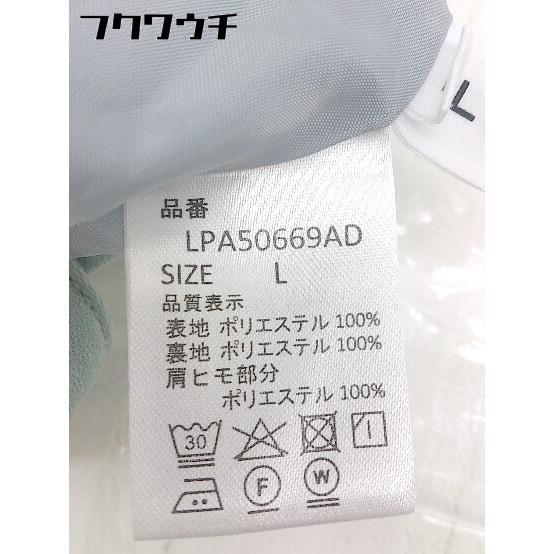 フクワウチ
L
品番
LPA50669AD
SIZE L
品質表示
表地 ポリエステル 100%
裏地 ポリエステル 100%
肩ヒモ部分
ポリエステル 100%
30
F W